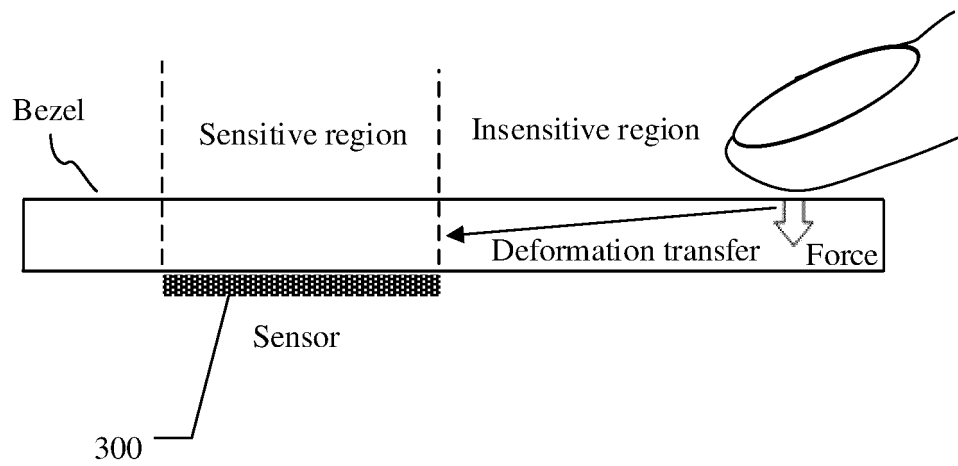 Bezel
Sensitive region
Insensitive region
Deformation transfer
Force
Sensor
300